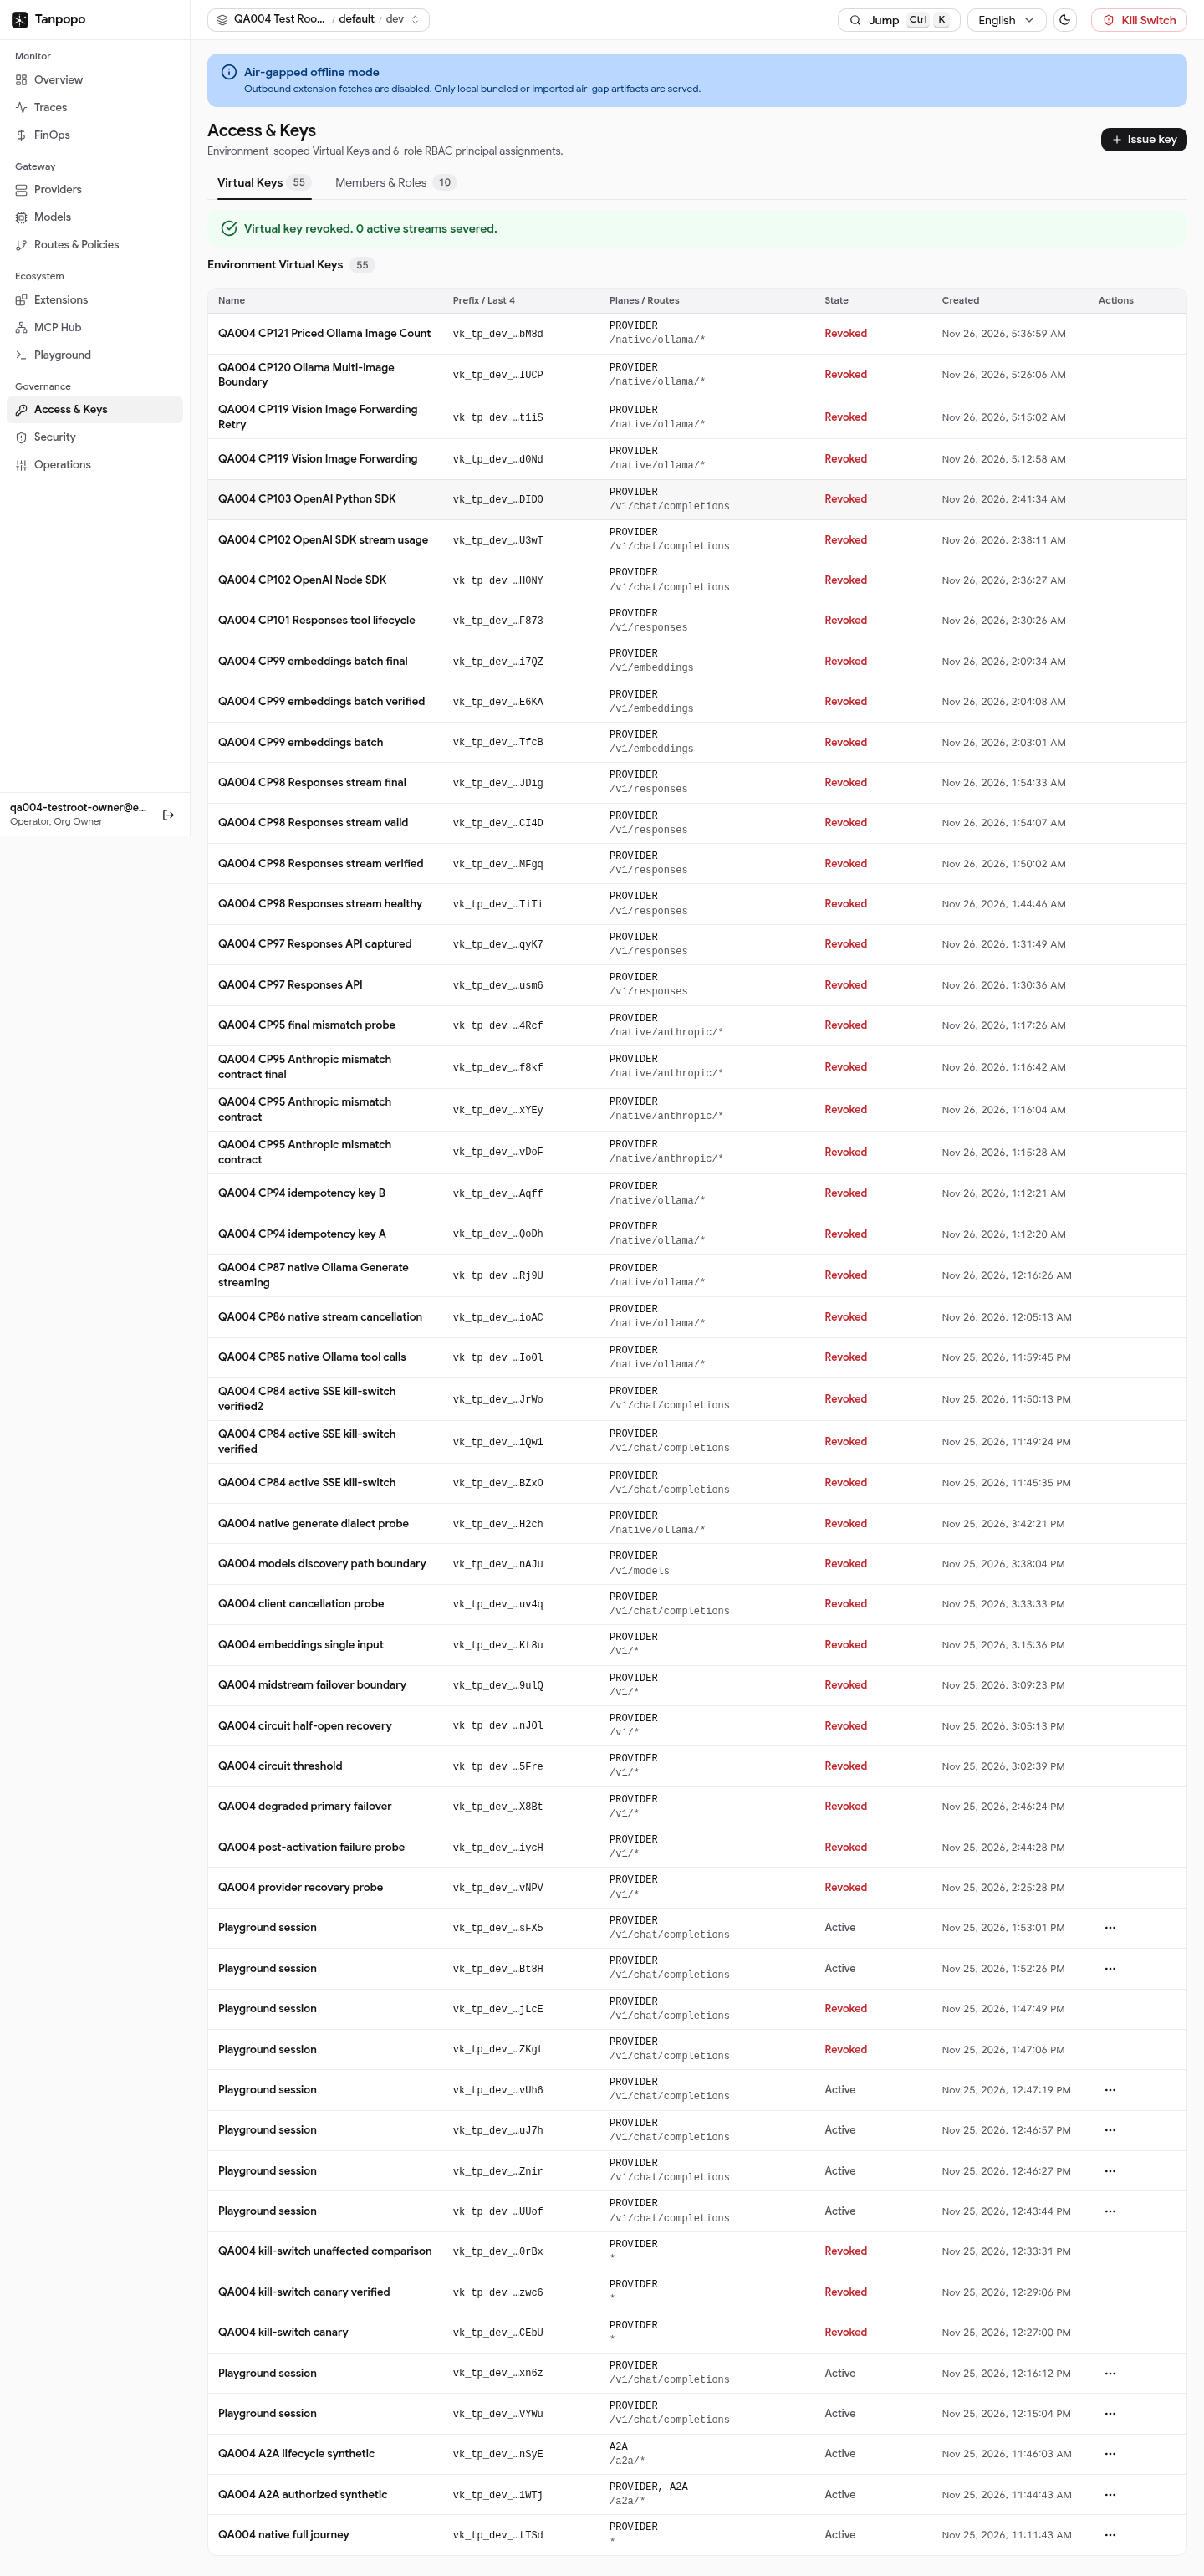 Tanpopo
QA004 Test Roo... / default / dev
Jump Ctrl K
English
Kill Switch
Monitor
Overview
Traces
FinOps
Gateway
Providers
Models
Routes & Policies
Ecosystem
Extensions
MCP Hub
Playground
Governance
Access & Keys
Security
Operations
qa004-testroot-owner@e...
Operator, Org Owner
Air-gapped offline mode
Outbound extension fetches are disabled. Only local bundled or imported air-gap artifacts are served.
Access & Keys
Environment-scoped Virtual Keys and 6-role RBAC principal assignments.
Issue key
Virtual Keys 55 Members & Roles 10
Virtual key revoked. 0 active streams severed.
Environment Virtual Keys 55
Name Prefix / Last 4 Planes / Routes State Created Actions
QA004 CP121 Priced Ollama Image Count vk_tp_dev_…bM8d PROVIDER /native/ollama/* Revoked Nov 26, 2026, 5:36:59 AM
QA004 CP120 Ollama Multi-image Boundary vk_tp_dev_…IUCP PROVIDER /native/ollama/* Revoked Nov 26, 2026, 5:26:06 AM
QA004 CP119 Vision Image Forwarding Retry vk_tp_dev_…t1iS PROVIDER /native/ollama/* Revoked Nov 26, 2026, 5:15:02 AM
QA004 CP119 Vision Image Forwarding vk_tp_dev_…d0Nd PROVIDER /native/ollama/* Revoked Nov 26, 2026, 5:12:58 AM
QA004 CP103 OpenAI Python SDK vk_tp_dev_…DIDO PROVIDER /v1/chat/completions Revoked Nov 26, 2026, 2:41:34 AM
QA004 CP102 OpenAI SDK stream usage vk_tp_dev_…U3wT PROVIDER /v1/chat/completions Revoked Nov 26, 2026, 2:38:11 AM
QA004 CP102 OpenAI Node SDK vk_tp_dev_…H0NY PROVIDER /v1/chat/completions Revoked Nov 26, 2026, 2:36:27 AM
QA004 CP101 Responses tool lifecycle vk_tp_dev_…F873 PROVIDER /v1/responses Revoked Nov 26, 2026, 2:30:26 AM
QA004 CP99 embeddings batch final vk_tp_dev_…i7QZ PROVIDER /v1/embeddings Revoked Nov 26, 2026, 2:09:34 AM
QA004 CP99 embeddings batch verified vk_tp_dev_…E6KA PROVIDER /v1/embeddings Revoked Nov 26, 2026, 2:04:08 AM
QA004 CP99 embeddings batch vk_tp_dev_…TfcB PROVIDER /v1/embeddings Revoked Nov 26, 2026, 2:03:01 AM
QA004 CP98 Responses stream final vk_tp_dev_…JDig PROVIDER /v1/responses Revoked Nov 26, 2026, 1:54:33 AM
QA004 CP98 Responses stream valid vk_tp_dev_…CI4D PROVIDER /v1/responses Revoked Nov 26, 2026, 1:54:07 AM
QA004 CP98 Responses stream verified vk_tp_dev_…MFgq PROVIDER /v1/responses Revoked Nov 26, 2026, 1:50:02 AM
QA004 CP98 Responses stream healthy vk_tp_dev_…TiTi PROVIDER /v1/responses Revoked Nov 26, 2026, 1:44:46 AM
QA004 CP97 Responses API captured vk_tp_dev_…qyK7 PROVIDER /v1/responses Revoked Nov 26, 2026, 1:31:49 AM
QA004 CP97 Responses API vk_tp_dev_…usm6 PROVIDER /v1/responses Revoked Nov 26, 2026, 1:30:36 AM
QA004 CP95 final mismatch probe vk_tp_dev_…4Rcf PROVIDER /native/anthropic/* Revoked Nov 26, 2026, 1:17:26 AM
QA004 CP95 Anthropic mismatch contract final vk_tp_dev_…f8kf PROVIDER /native/anthropic/* Revoked Nov 26, 2026, 1:16:42 AM
QA004 CP95 Anthropic mismatch contract vk_tp_dev_…xYEy PROVIDER /native/anthropic/* Revoked Nov 26, 2026, 1:16:04 AM
QA004 CP95 Anthropic mismatch contract vk_tp_dev_…vDoF PROVIDER /native/anthropic/* Revoked Nov 26, 2026, 1:15:28 AM
QA004 CP94 idempotency key B vk_tp_dev_…Aqff PROVIDER /native/ollama/* Revoked Nov 26, 2026, 1:12:21 AM
QA004 CP94 idempotency key A vk_tp_dev_…QoDh PROVIDER /native/ollama/* Revoked Nov 26, 2026, 1:12:20 AM
QA004 CP87 native Ollama Generate streaming vk_tp_dev_…Rj9U PROVIDER /native/ollama/* Revoked Nov 26, 2026, 12:16:26 AM
QA004 CP86 native stream cancellation vk_tp_dev_…ioAC PROVIDER /native/ollama/* Revoked Nov 26, 2026, 12:05:13 AM
QA004 CP85 native Ollama tool calls vk_tp_dev_…IoOl PROVIDER /native/ollama/* Revoked Nov 25, 2026, 11:59:45 PM
QA004 CP84 active SSE kill-switch verified2 vk_tp_dev_…JrWo PROVIDER /v1/chat/completions Revoked Nov 25, 2026, 11:50:13 PM
QA004 CP84 active SSE kill-switch verified vk_tp_dev_…iQw1 PROVIDER /v1/chat/completions Revoked Nov 25, 2026, 11:49:24 PM
QA004 CP84 active SSE kill-switch vk_tp_dev_…BZxO PROVIDER /v1/chat/completions Revoked Nov 25, 2026, 11:45:35 PM
QA004 native generate dialect probe vk_tp_dev_…H2ch PROVIDER /native/ollama/* Revoked Nov 25, 2026, 3:42:21 PM
QA004 models discovery path boundary vk_tp_dev_…nAJu PROVIDER /v1/models Revoked Nov 25, 2026, 3:38:04 PM
QA004 client cancellation probe vk_tp_dev_…uv4q PROVIDER /v1/chat/completions Revoked Nov 25, 2026, 3:33:33 PM
QA004 embeddings single input vk_tp_dev_…Kt8u PROVIDER /v1/* Revoked Nov 25, 2026, 3:15:36 PM
QA004 midstream failover boundary vk_tp_dev_…9ulQ PROVIDER /v1/* Revoked Nov 25, 2026, 3:09:23 PM
QA004 circuit half-open recovery vk_tp_dev_…nJOl PROVIDER /v1/* Revoked Nov 25, 2026, 3:05:13 PM
QA004 circuit threshold vk_tp_dev_…5Fre PROVIDER /v1/* Revoked Nov 25, 2026, 3:02:39 PM
QA004 degraded primary failover vk_tp_dev_…X8Bt PROVIDER /v1/* Revoked Nov 25, 2026, 2:46:24 PM
QA004 post-activation failure probe vk_tp_dev_…iycH PROVIDER /v1/* Revoked Nov 25, 2026, 2:44:28 PM
QA004 provider recovery probe vk_tp_dev_…vNPV PROVIDER /v1/* Revoked Nov 25, 2026, 2:25:28 PM
Playground session vk_tp_dev_…sFX5 PROVIDER /v1/chat/completions Active Nov 25, 2026, 1:53:01 PM
Playground session vk_tp_dev_…Bt8H PROVIDER /v1/chat/completions Active Nov 25, 2026, 1:52:26 PM
Playground session vk_tp_dev_…jLcE PROVIDER /v1/chat/completions Revoked Nov 25, 2026, 1:47:49 PM
Playground session vk_tp_dev_…ZKgt PROVIDER /v1/chat/completions Revoked Nov 25, 2026, 1:47:06 PM
Playground session vk_tp_dev_…vUh6 PROVIDER /v1/chat/completions Active Nov 25, 2026, 12:47:19 PM
Playground session vk_tp_dev_…uJ7h PROVIDER /v1/chat/completions Active Nov 25, 2026, 12:46:57 PM
Playground session vk_tp_dev_…Znir PROVIDER /v1/chat/completions Active Nov 25, 2026, 12:46:27 PM
Playground session vk_tp_dev_…UUof PROVIDER /v1/chat/completions Active Nov 25, 2026, 12:43:44 PM
QA004 kill-switch unaffected comparison vk_tp_dev_…0rBx PROVIDER * Revoked Nov 25, 2026, 12:33:31 PM
QA004 kill-switch canary verified vk_tp_dev_…zwc6 PROVIDER * Revoked Nov 25, 2026, 12:29:06 PM
QA004 kill-switch canary vk_tp_dev_…CEbU PROVIDER * Revoked Nov 25, 2026, 12:27:00 PM
Playground session vk_tp_dev_…xn6z PROVIDER /v1/chat/completions Active Nov 25, 2026, 12:16:12 PM
Playground session vk_tp_dev_…VYWu PROVIDER /v1/chat/completions Active Nov 25, 2026, 12:15:04 PM
QA004 A2A lifecycle synthetic vk_tp_dev_…nSyE A2A /a2a/* Active Nov 25, 2026, 11:46:03 AM
QA004 A2A authorized synthetic vk_tp_dev_…1WTj PROVIDER, A2A /a2a/* Active Nov 25, 2026, 11:44:43 AM
QA004 native full journey vk_tp_dev_…tTSd PROVIDER * Active Nov 25, 2026, 11:11:43 AM